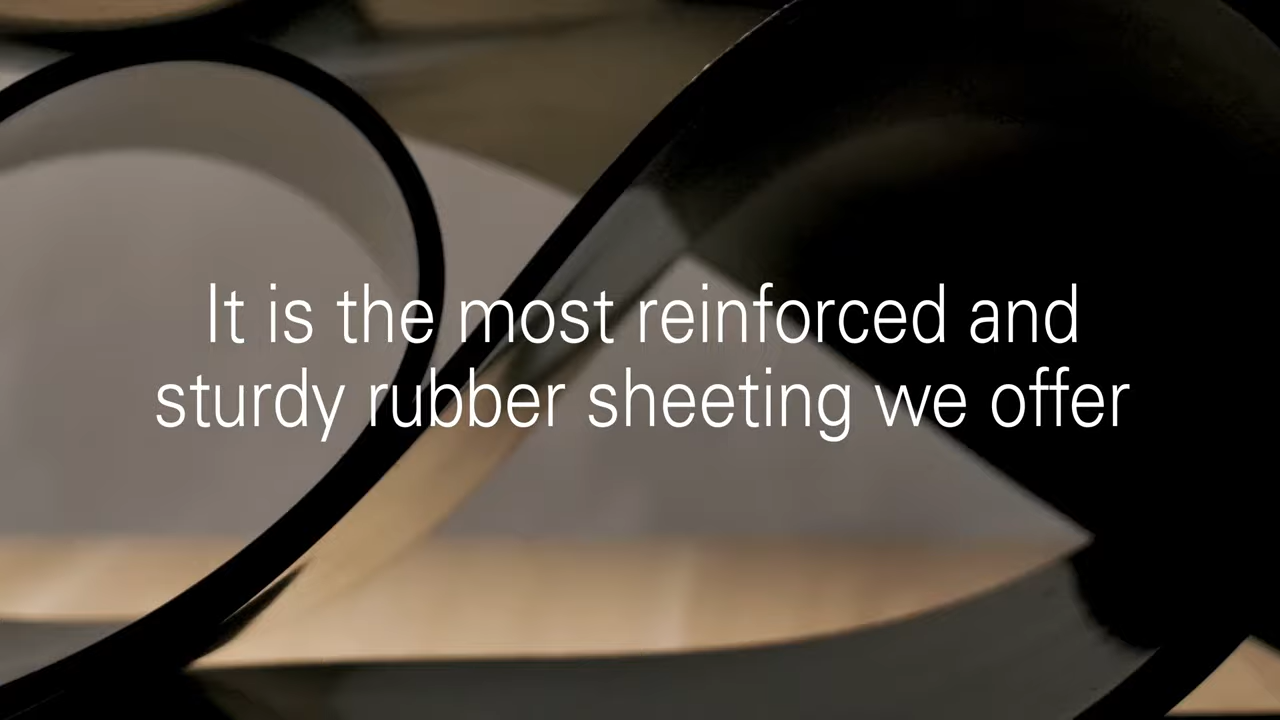 It is the most reinforced and
sturdy rubber sheeting we offer